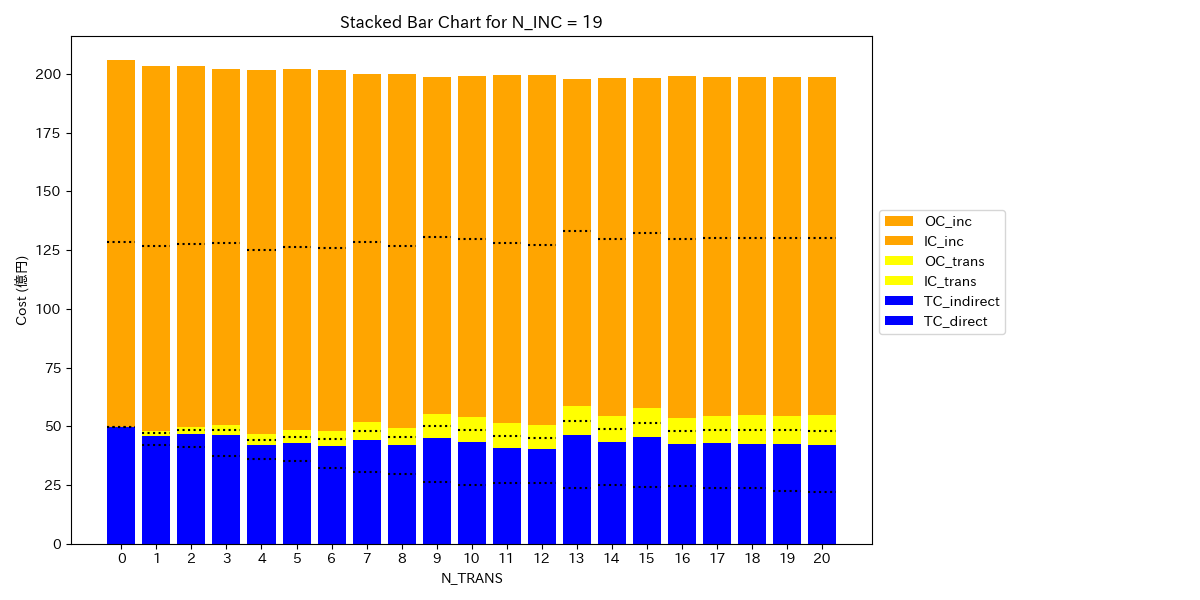 Stacked Bar Chart for N_INC = 19
Cost (億円)
200
175
150
125
100
75
50
25
0
0 1 2 3 4 5 6 7 8 9 10 11 12 13 14 15 16 17 18 19 20
N_TRANS
OC_inc
IC_inc
OC_trans
IC_trans
TC_indirect
TC_direct